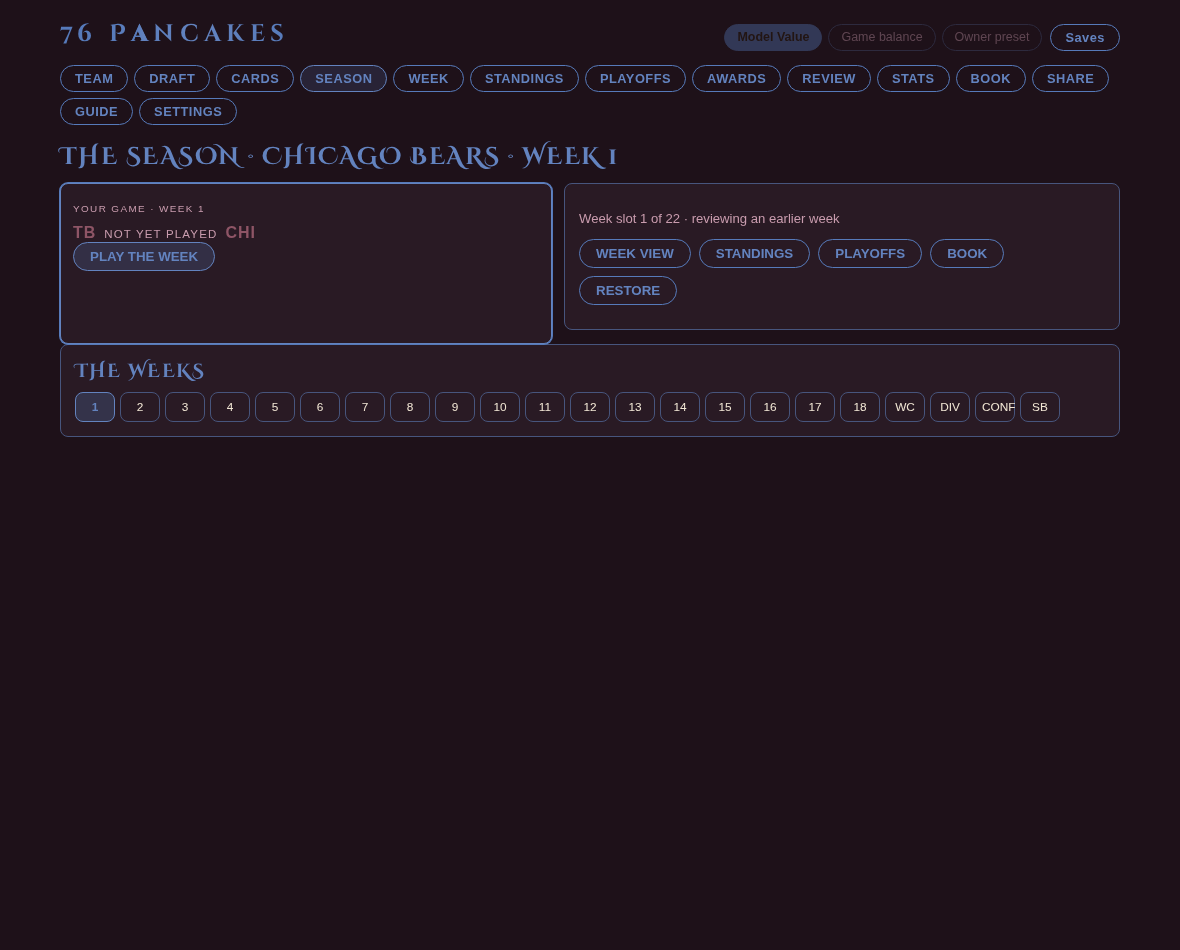 76 PANCAKES
Model Value Game balance Owner preset Saves
TEAM DRAFT CARDS SEASON WEEK STANDINGS PLAYOFFS AWARDS REVIEW STATS BOOK SHARE
GUIDE SETTINGS
THE SEASON · CHICAGO BEARS · WEEK 1
YOUR GAME · WEEK 1
TB NOT YET PLAYED CHI
PLAY THE WEEK
Week slot 1 of 22 · reviewing an earlier week
WEEK VIEW STANDINGS PLAYOFFS BOOK
RESTORE
THE WEEKS
1 2 3 4 5 6 7 8 9 10 11 12 13 14 15 16 17 18 WC DIV CONF SB